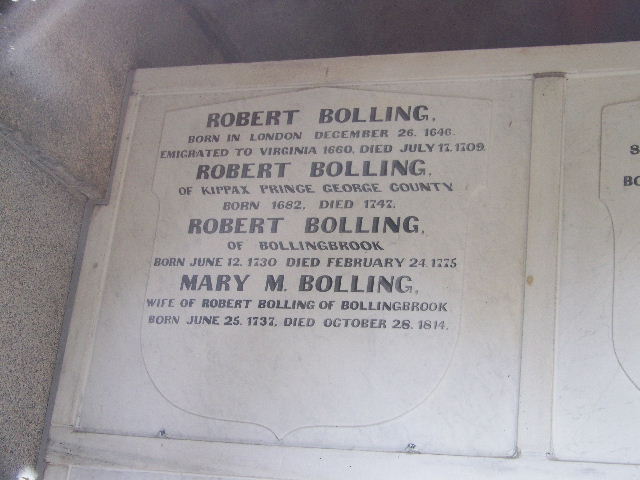 ROBERT BOLLING,
BORN IN LONDON DECEMBER 26. 1646.
EMIGRATED TO VIRGINIA 1660. DIED JULY 17. 1709.
ROBERT BOLLING,
OF KIPPAX PRINCE GEORGE COUNTY
BORN 1682, DIED 1747.
ROBERT BOLLING,
OF BOLLINGBROOK
BORN JUNE 12. 1730 DIED FEBRUARY 24. 1775
MARY M. BOLLING,
WIFE OF ROBERT BOLLING OF BOLLINGBROOK
BORN JUNE 25. 1737, DIED OCTOBER 28. 1814.